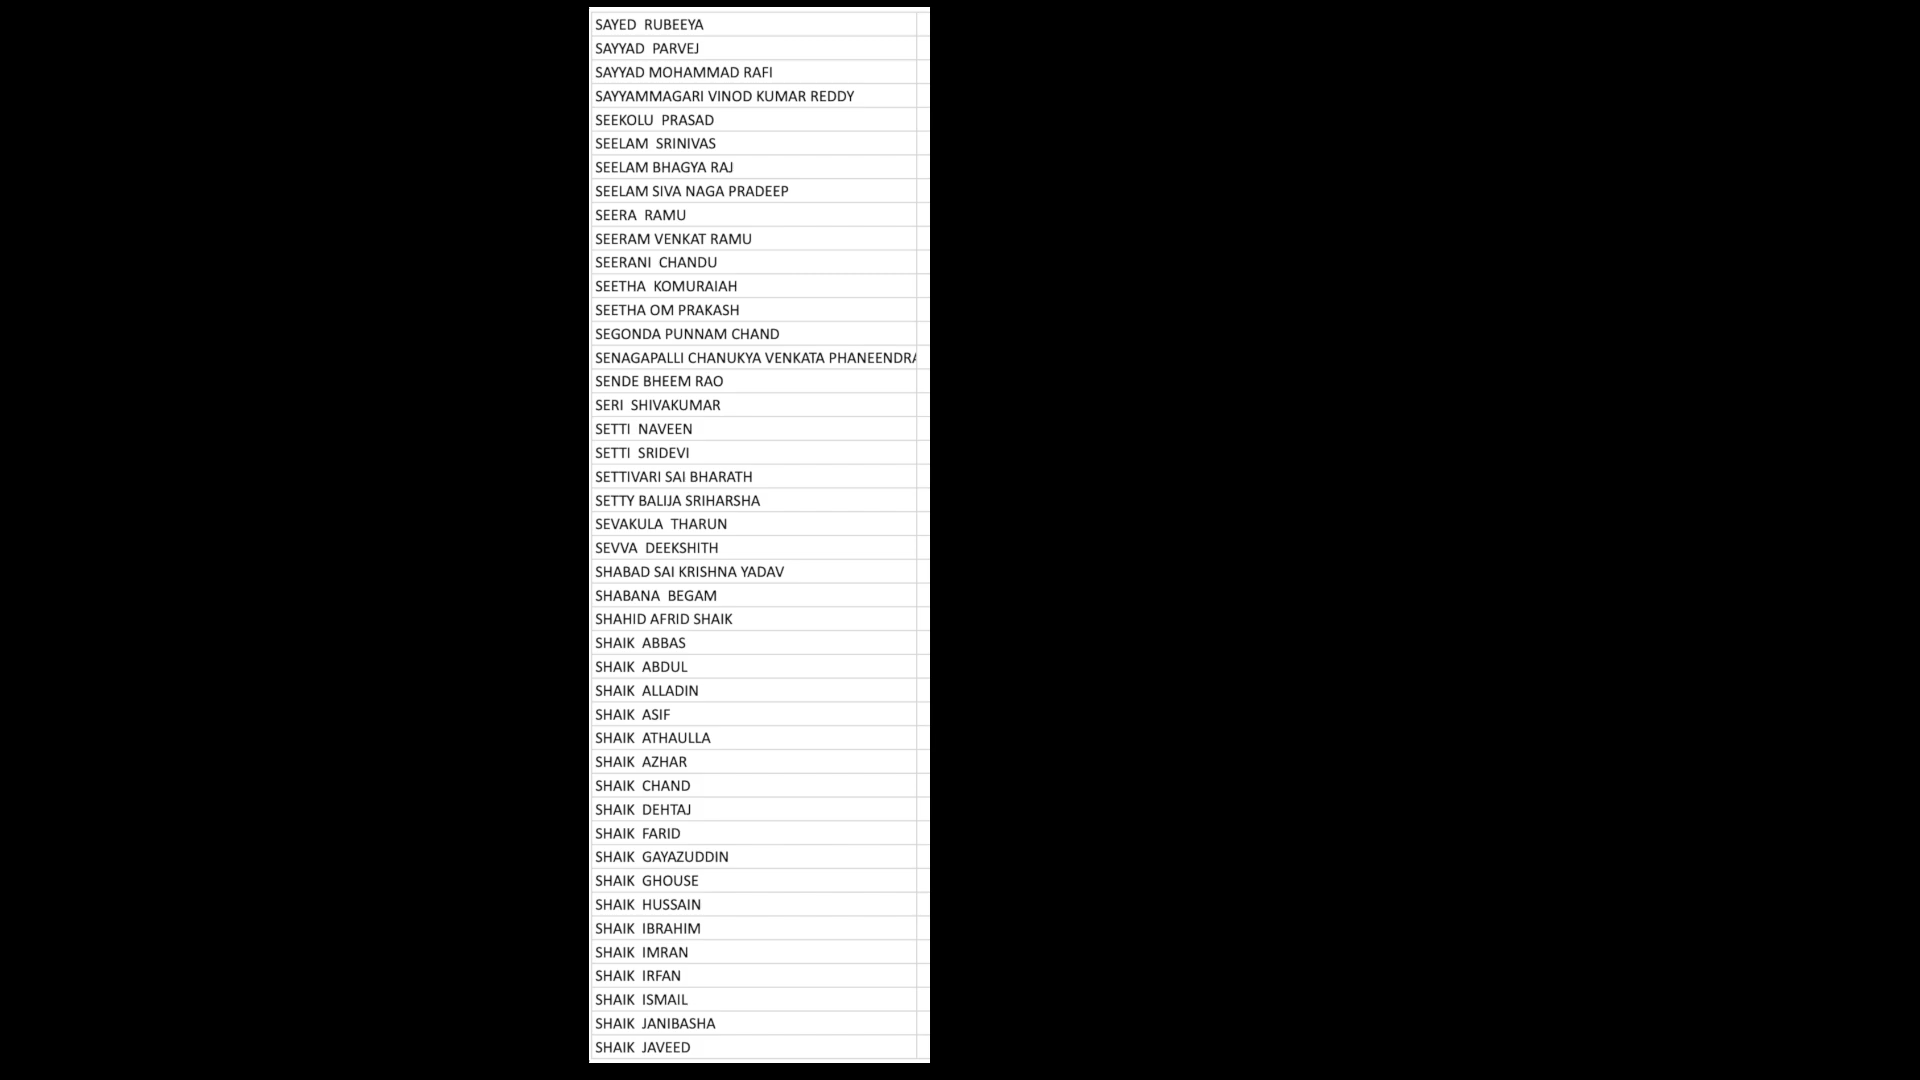 SAYED  RUBEEYA
SAYYAD  PARVEJ
SAYYAD MOHAMMAD RAFI
SAYYAMMAGARI VINOD KUMAR REDDY
SEEKOLU  PRASAD
SEELAM  SRINIVAS
SEELAM BHAGYA RAJ
SEELAM SIVA NAGA PRADEEP
SEERA  RAMU
SEERAM VENKAT RAMU
SEERANI  CHANDU
SEETHA  KOMURAIAH
SEETHA OM PRAKASH
SEGONDA PUNNAM CHAND
SENAGAPALLI CHANUKYA VENKATA PHANEENDRA
SENDE BHEEM RAO
SERI  SHIVAKUMAR
SETTI  NAVEEN
SETTI  SRIDEVI
SETTIVARI SAI BHARATH
SETTY BALIJA SRIHARSHA
SEVAKULA  THARUN
SEVVA  DEEKSHITH
SHABAD SAI KRISHNA YADAV
SHABANA  BEGAM
SHAHID AFRID SHAIK
SHAIK  ABBAS
SHAIK  ABDUL
SHAIK  ALLADIN
SHAIK  ASIF
SHAIK  ATHAULLA
SHAIK  AZHAR
SHAIK  CHAND
SHAIK  DEHTAJ
SHAIK  FARID
SHAIK  GAYAZUDDIN
SHAIK  GHOUSE
SHAIK  HUSSAIN
SHAIK  IBRAHIM
SHAIK  IMRAN
SHAIK  IRFAN
SHAIK  ISMAIL
SHAIK  JANIBASHA
SHAIK  JAVEED